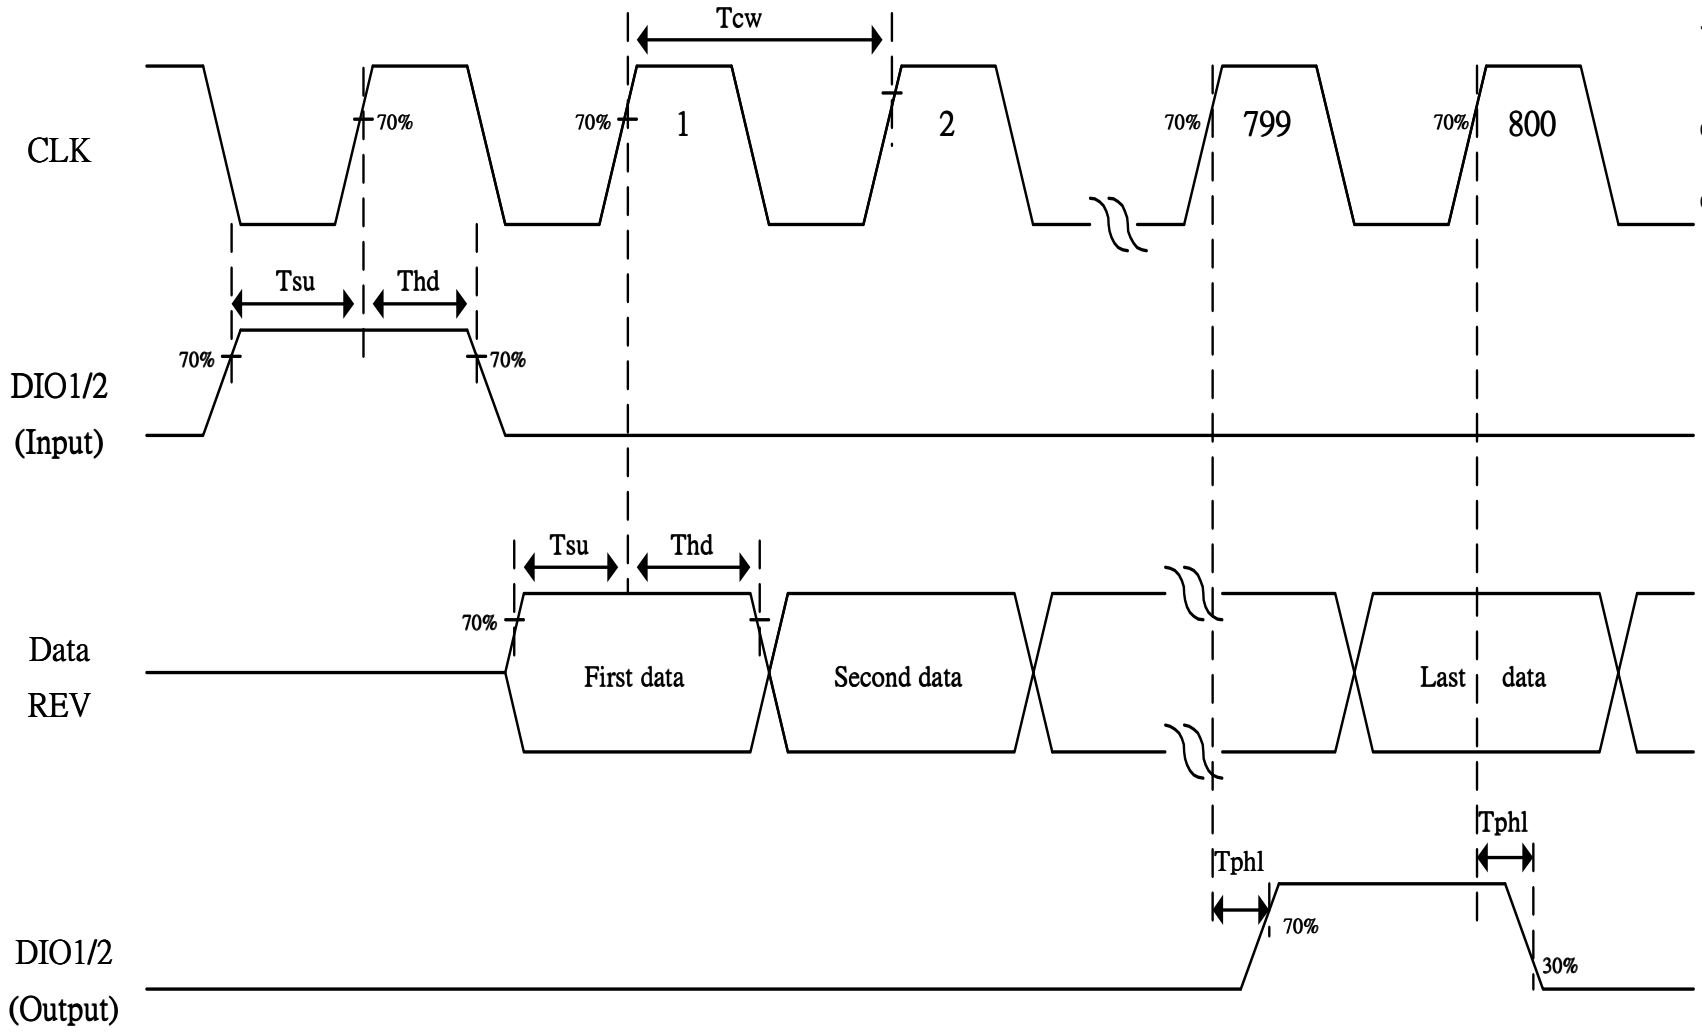 Tcw
CLK
70%
70%
1
2
70%
799
70%
800
Tsu
Thd
70%
70%
DIO1/2
(Input)
Tsu
Thd
70%
Data
REV
First data
Second data
Last data
Tphl
Tphl
70%
DIO1/2
(Output)
30%